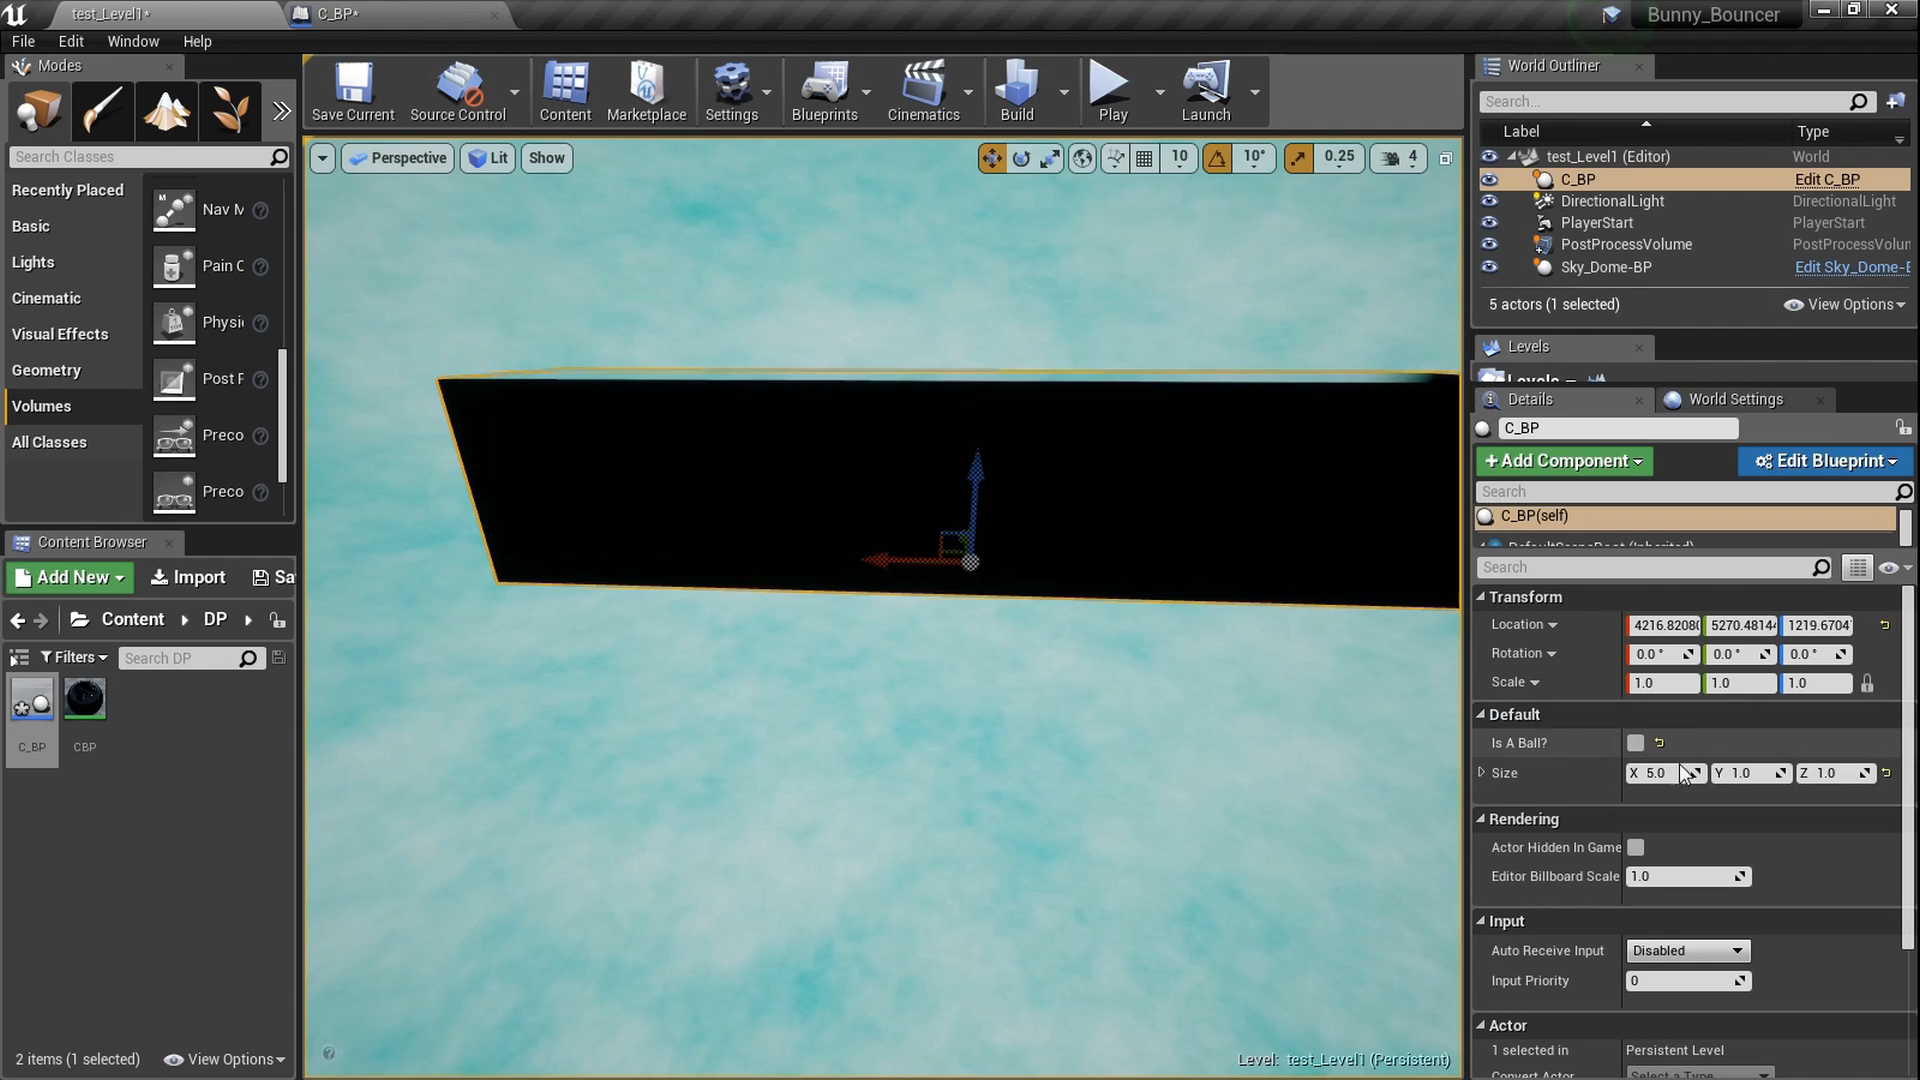 test_Level1*
C_BP*
Bunny_Bouncer
File Edit Window Help
Modes
Search Classes
Recently Placed
Basic
Lights
Cinematic
Visual Effects
Geometry
Volumes
All Classes
Nav M
Pain C
Physi
Post F
Preco
Preco
Save Current
Source Control
Content
Marketplace
Settings
Blueprints
Cinematics
Build
Play
Launch
Perspective
Lit
Show
10
10°
0.25
4
Level: test_Level1 (Persistent)
Content Browser
Add New
Import
Sa
Content
DP
Filters
Search DP
C_BP
CBP
2 items (1 selected)
View Options
World Outliner
Search...
Label Type
test_Level1 (Editor) World
C_BP Edit C_BP
DirectionalLight DirectionalLight
PlayerStart PlayerStart
PostProcessVolume PostProcessVolun
Sky_Dome-BP Edit Sky_Dome-E
5 actors (1 selected)
View Options
Levels
Levels
Details
World Settings
C_BP
+Add Component
Edit Blueprint
Search
C_BP(self)
DefaultSceneRoot (Inherited)
Search
Transform
Location 4216.8208 5270.4814 1219.6704
Rotation 0.0 ° 0.0 ° 0.0 °
Scale 1.0 1.0 1.0
Default
Is A Ball?
Size X 5.0 Y 1.0 Z 1.0
Rendering
Actor Hidden In Game
Editor Billboard Scale 1.0
Input
Auto Receive Input Disabled
Input Priority 0
Actor
1 selected in Persistent Level
Convert Actor Select a Type